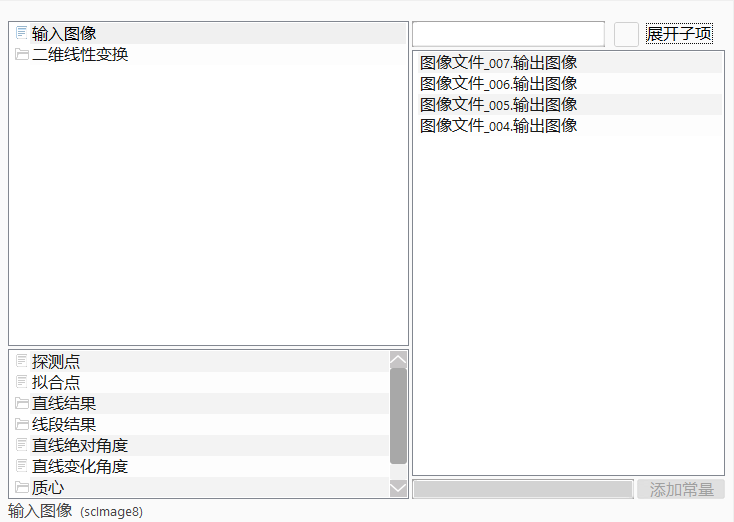 输入图像
二维线性变换
展开子项
图像文件_007.输出图像
图像文件_006.输出图像
图像文件_005.输出图像
图像文件_004.输出图像
探测点
拟合点
直线结果
线段结果
直线绝对角度
直线变化角度
质心
添加常量
输入图像 (scImage8)